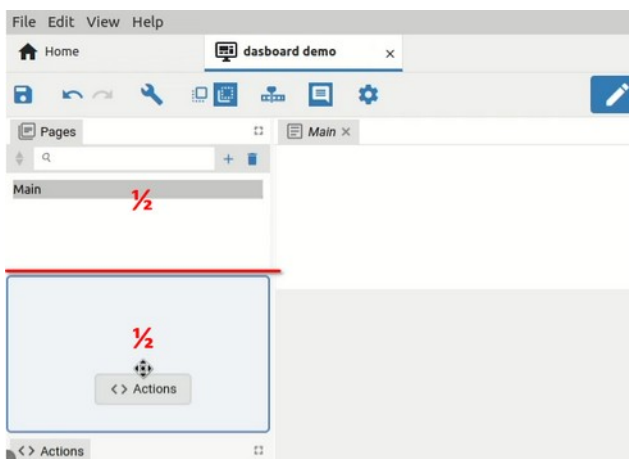 File Edit View Help
Home dasboard demo ×
Pages Main ×
+
Main
½
½
<> Actions
<> Actions